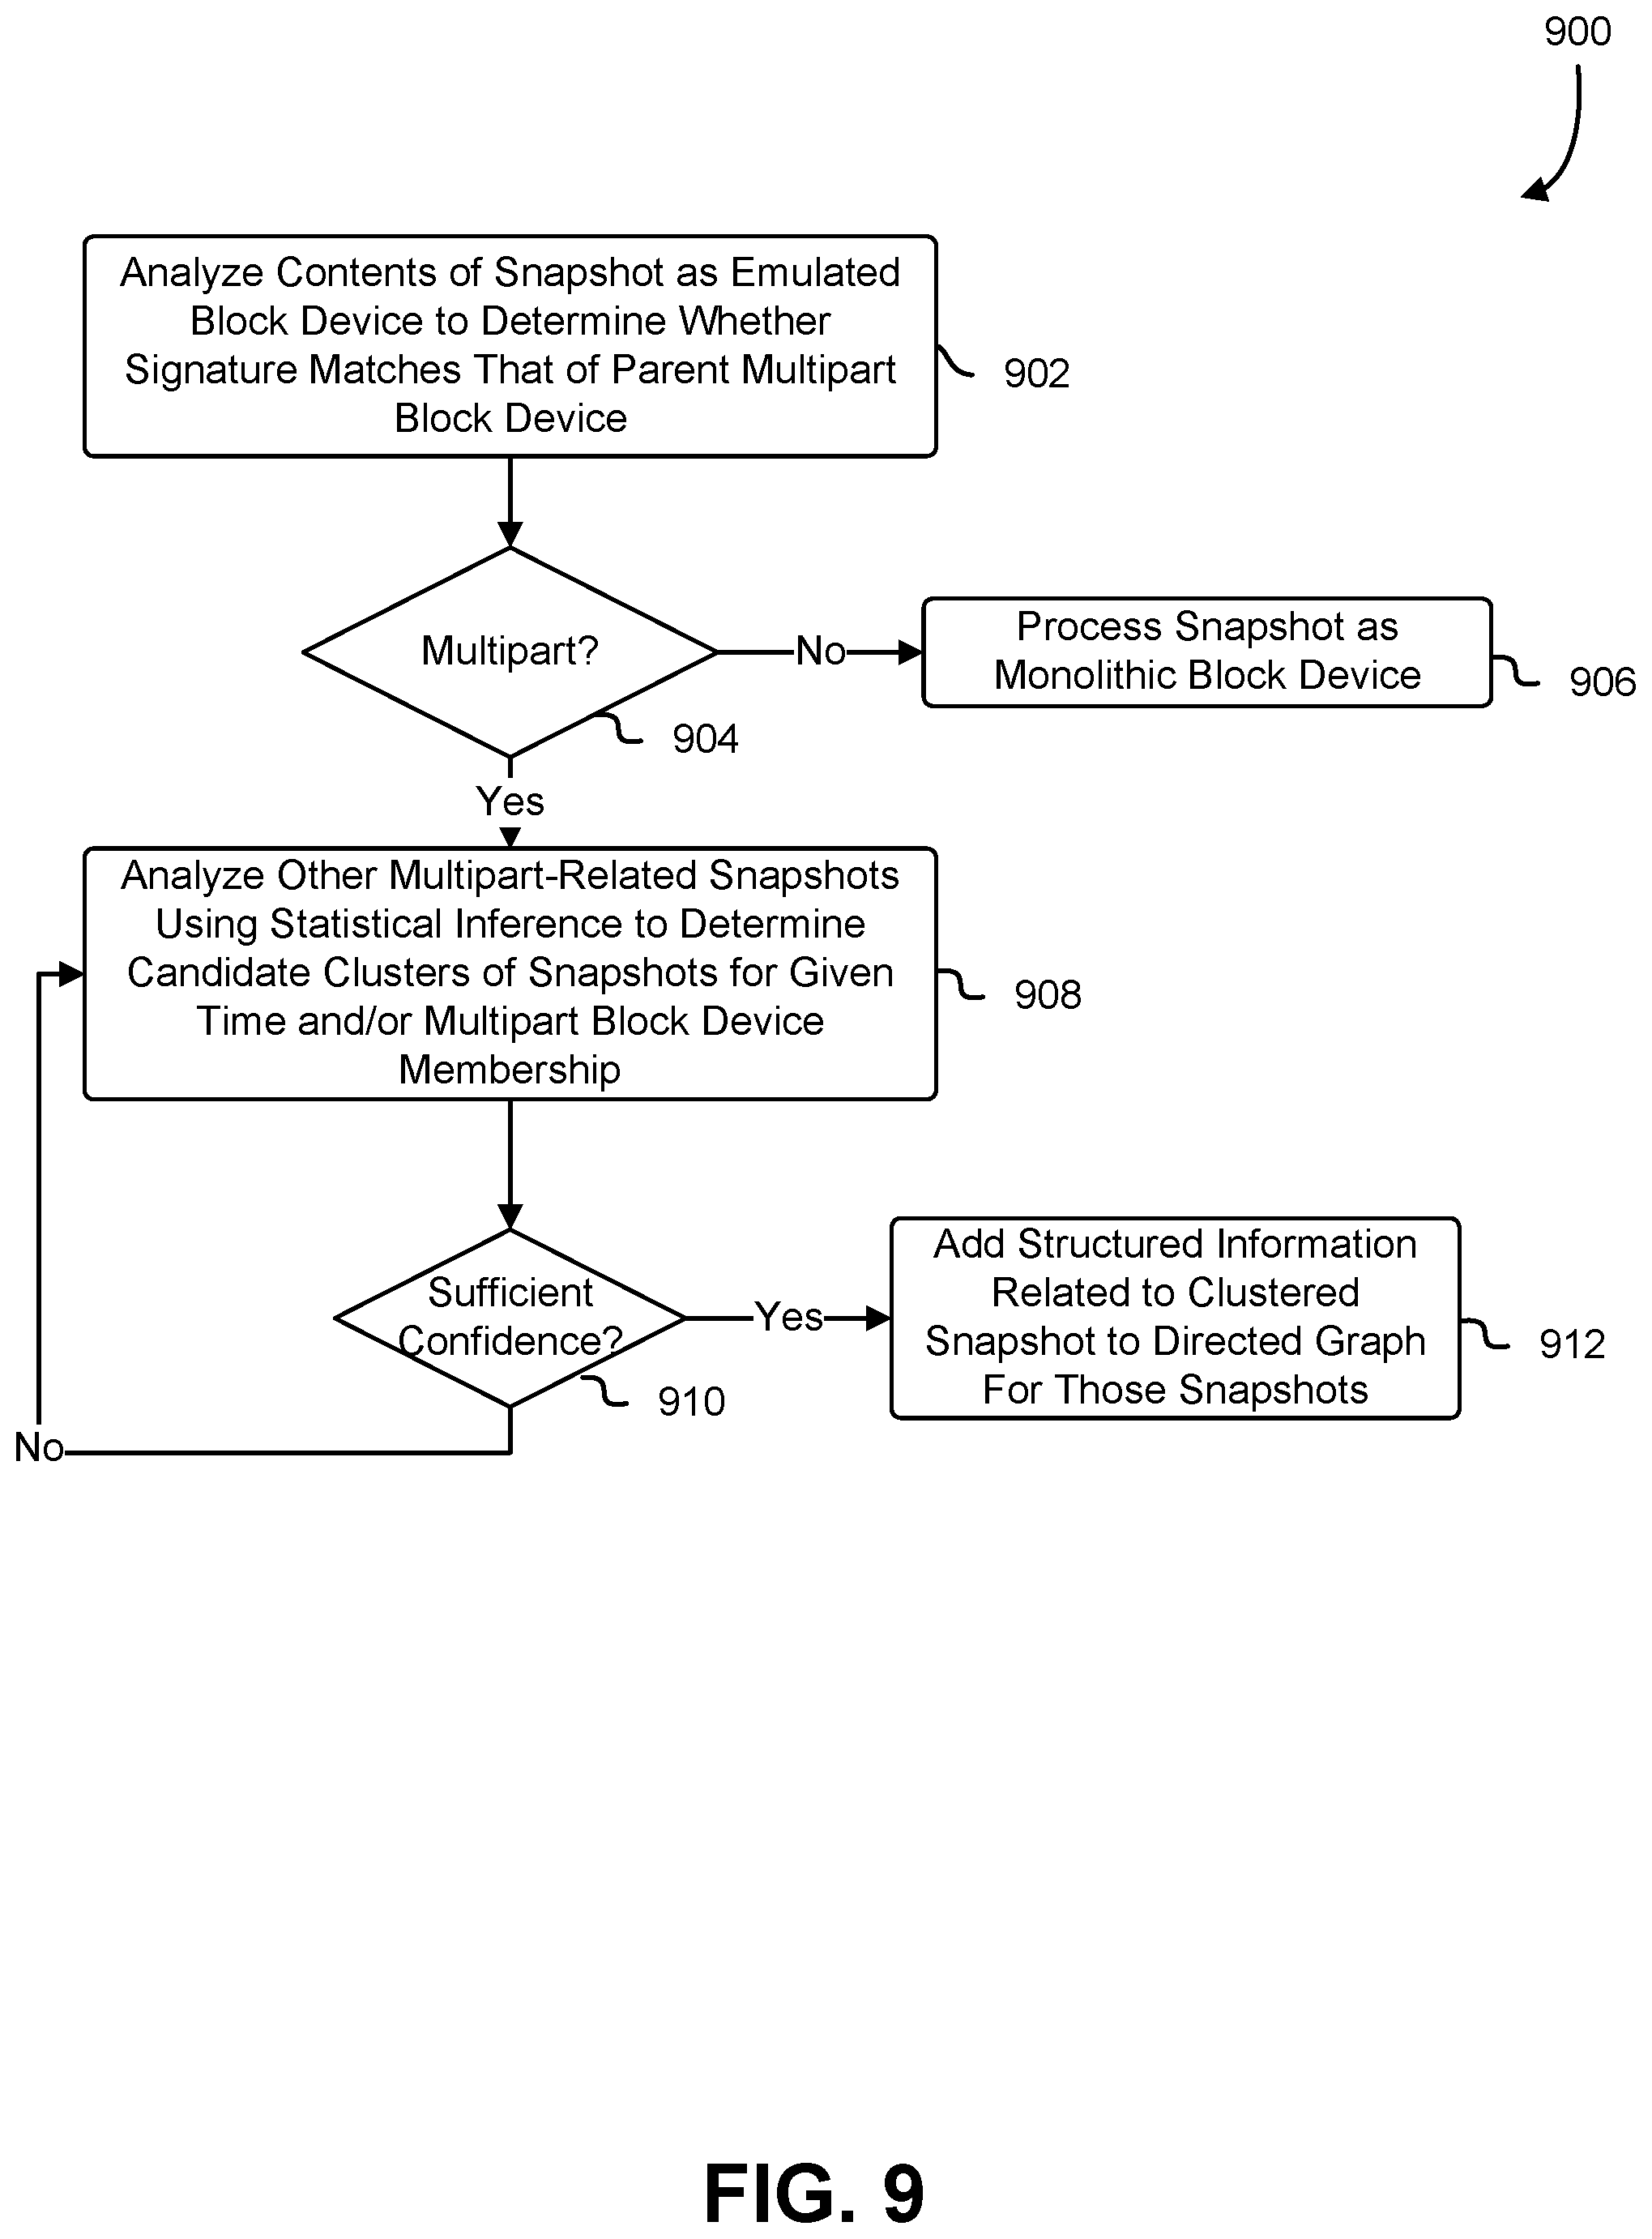 900
Analyze Contents of Snapshot as Emulated
Block Device to Determine Whether
Signature Matches That of Parent Multipart
Block Device
902
Multipart?
No
Process Snapshot as
Monolithic Block Device
906
904
Yes
Analyze Other Multipart-Related Snapshots
Using Statistical Inference to Determine
Candidate Clusters of Snapshots for Given
Time and/or Multipart Block Device
Membership
908
Sufficient
Confidence?
Yes
Add Structured Information
Related to Clustered
Snapshot to Directed Graph
For Those Snapshots
912
910
No
FIG. 9